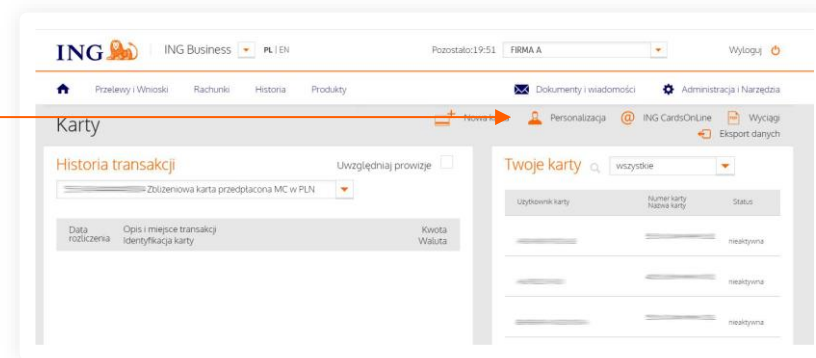 ING ING Business PL | EN Pozostało:19:51 FIRMA A Wyloguj
Przelewy i Wnioski Rachunki Historia Produkty Dokumenty i wiadomości Administracja i Narzędzia
Karty Nowa Personalizacja @ ING CardsOnLine Wyciągi
Eksport danych
Historia transakcji Uwzględniaj prowizje
Zbliżeniowa karta przedpłacona MC w PLN
Data rozliczenia
Opis i miejsce transakcji
Identyfikacja karty
Kwota
Waluta
Twoje karty wszystkie
Użytkownik karty
Numer karty
Nazwa karty
Status
nieaktywna
nieaktywna
nieaktywna